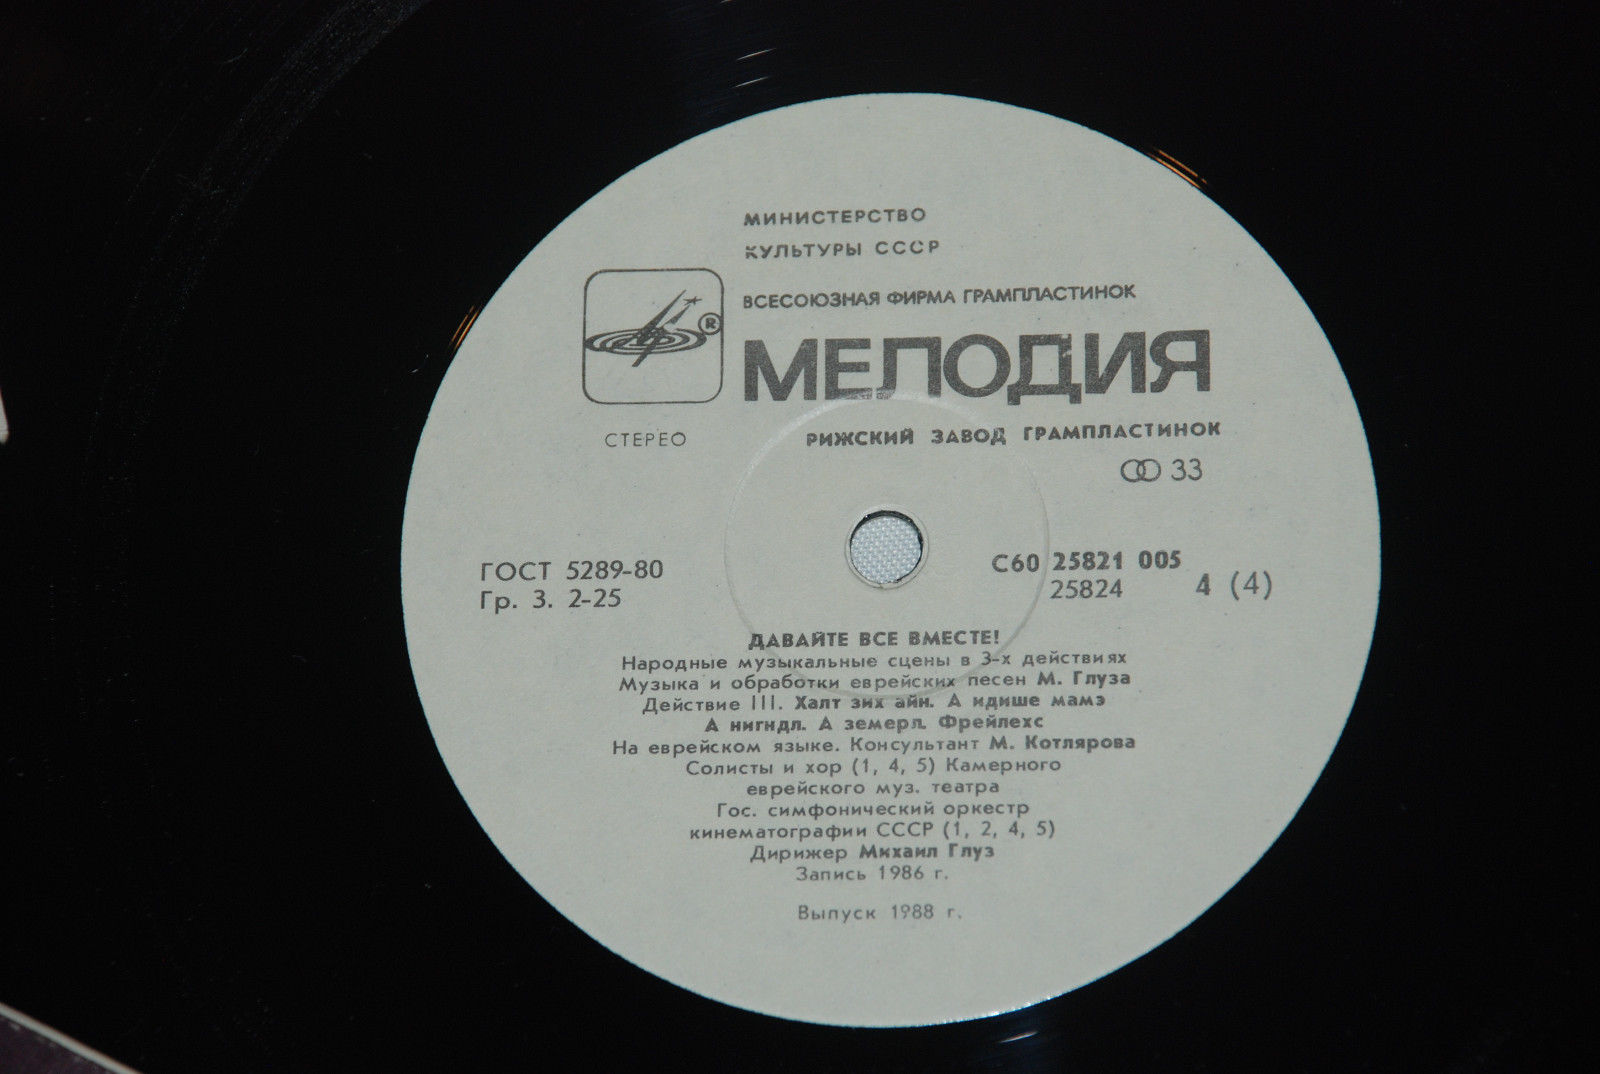 МИНИСТЕРСТВО
КУЛЬТУРЫ СССР
ВСЕСОЮЗНАЯ ФИРМА ГРАМПЛАСТИНОК
®
МЕЛОДИЯ
СТЕРЕО
РИЖСКИЙ ЗАВОД ГРАМПЛАСТИНОК
33
ГОСТ 5289-80
Гр. 3. 2-25
С60 25821 005
25824 4 (4)
ДАВАЙТЕ ВСЕ ВМЕСТЕ!
Народные музыкальные сцены в 3-х действиях
Музыка и обработки еврейских песен М. Глуза
Действие III. Халт зих айн. А идише мамэ
А нигндл. А земерл. Фрейлехс
На еврейском языке. Консультант М. Котлярова
Солисты и хор (1, 4, 5) Камерного
еврейского муз. театра
Гос. симфонический оркестр
кинематографии СССР (1, 2, 4, 5)
Дирижер Михаил Глуз
Запись 1986 г.
Выпуск 1988 г.